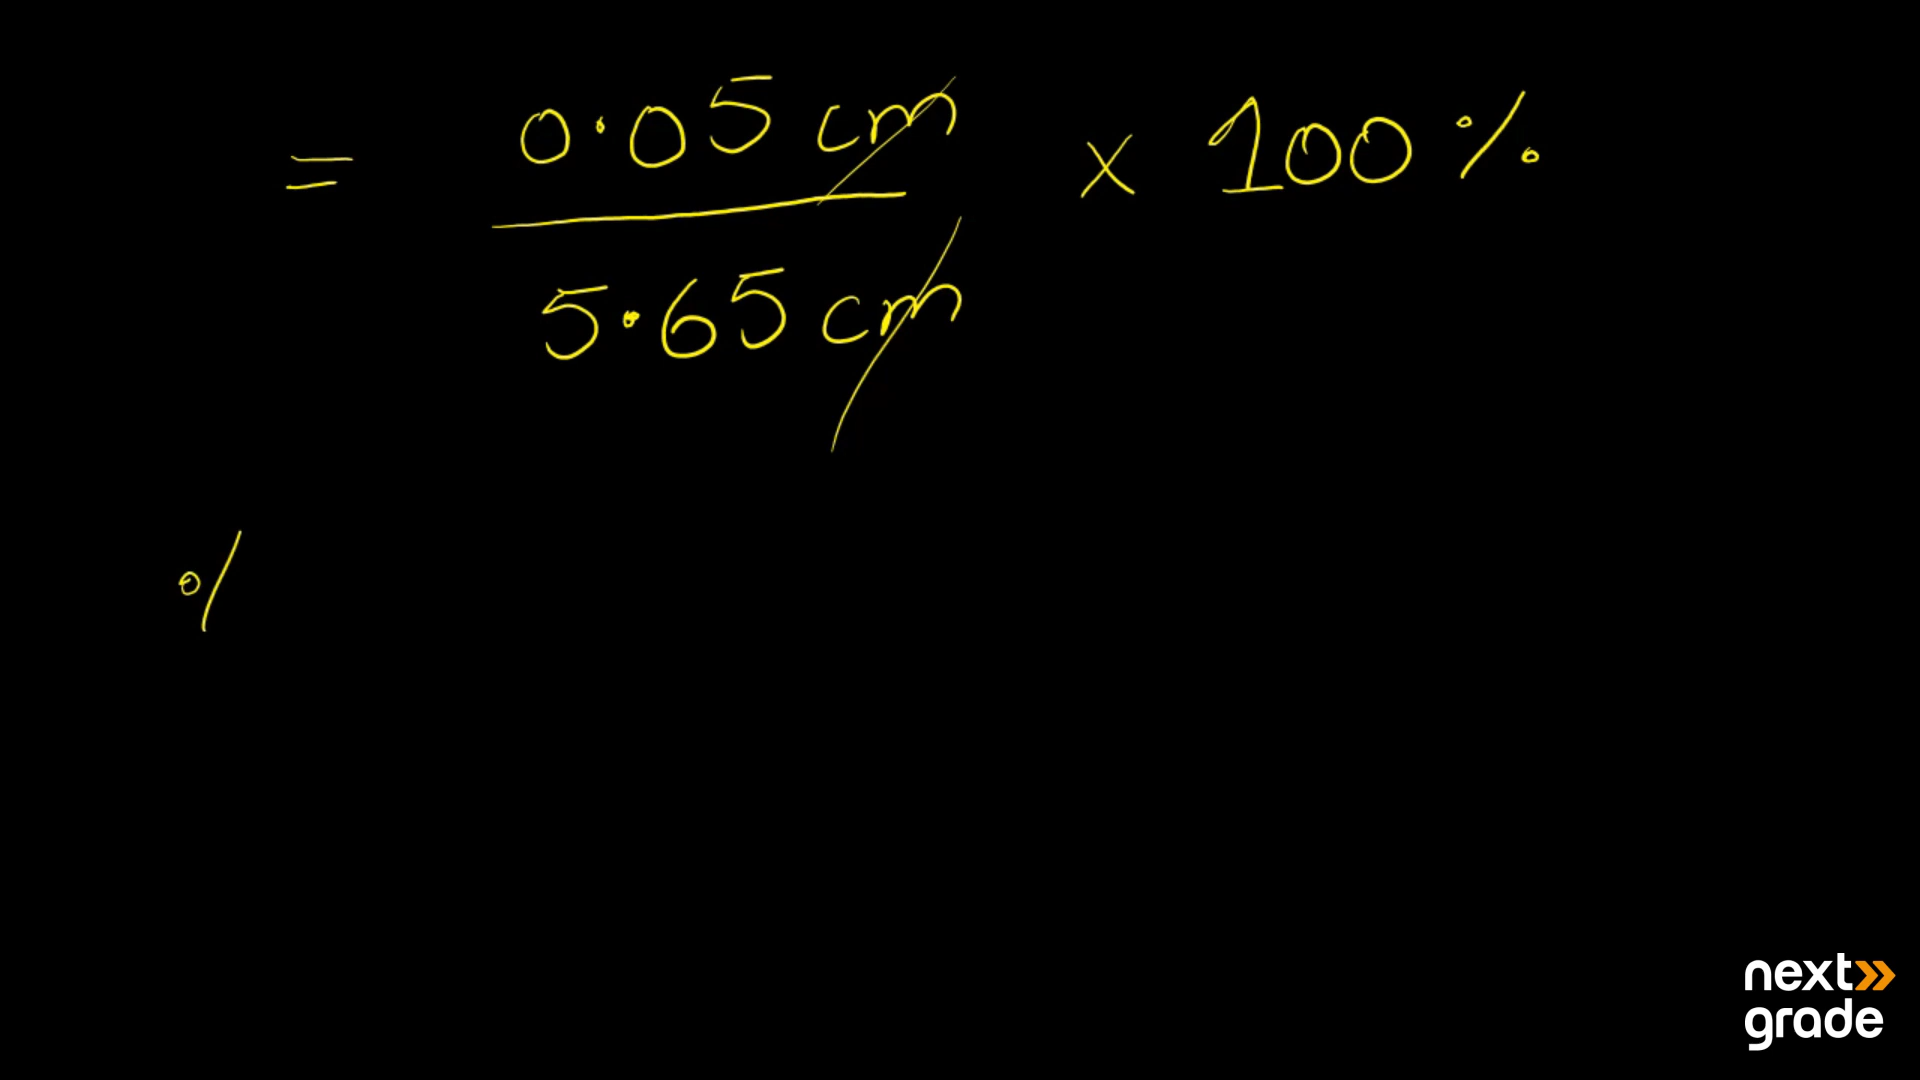 = 0.05 cm × 100 %
5.65 cm
%
next
grade